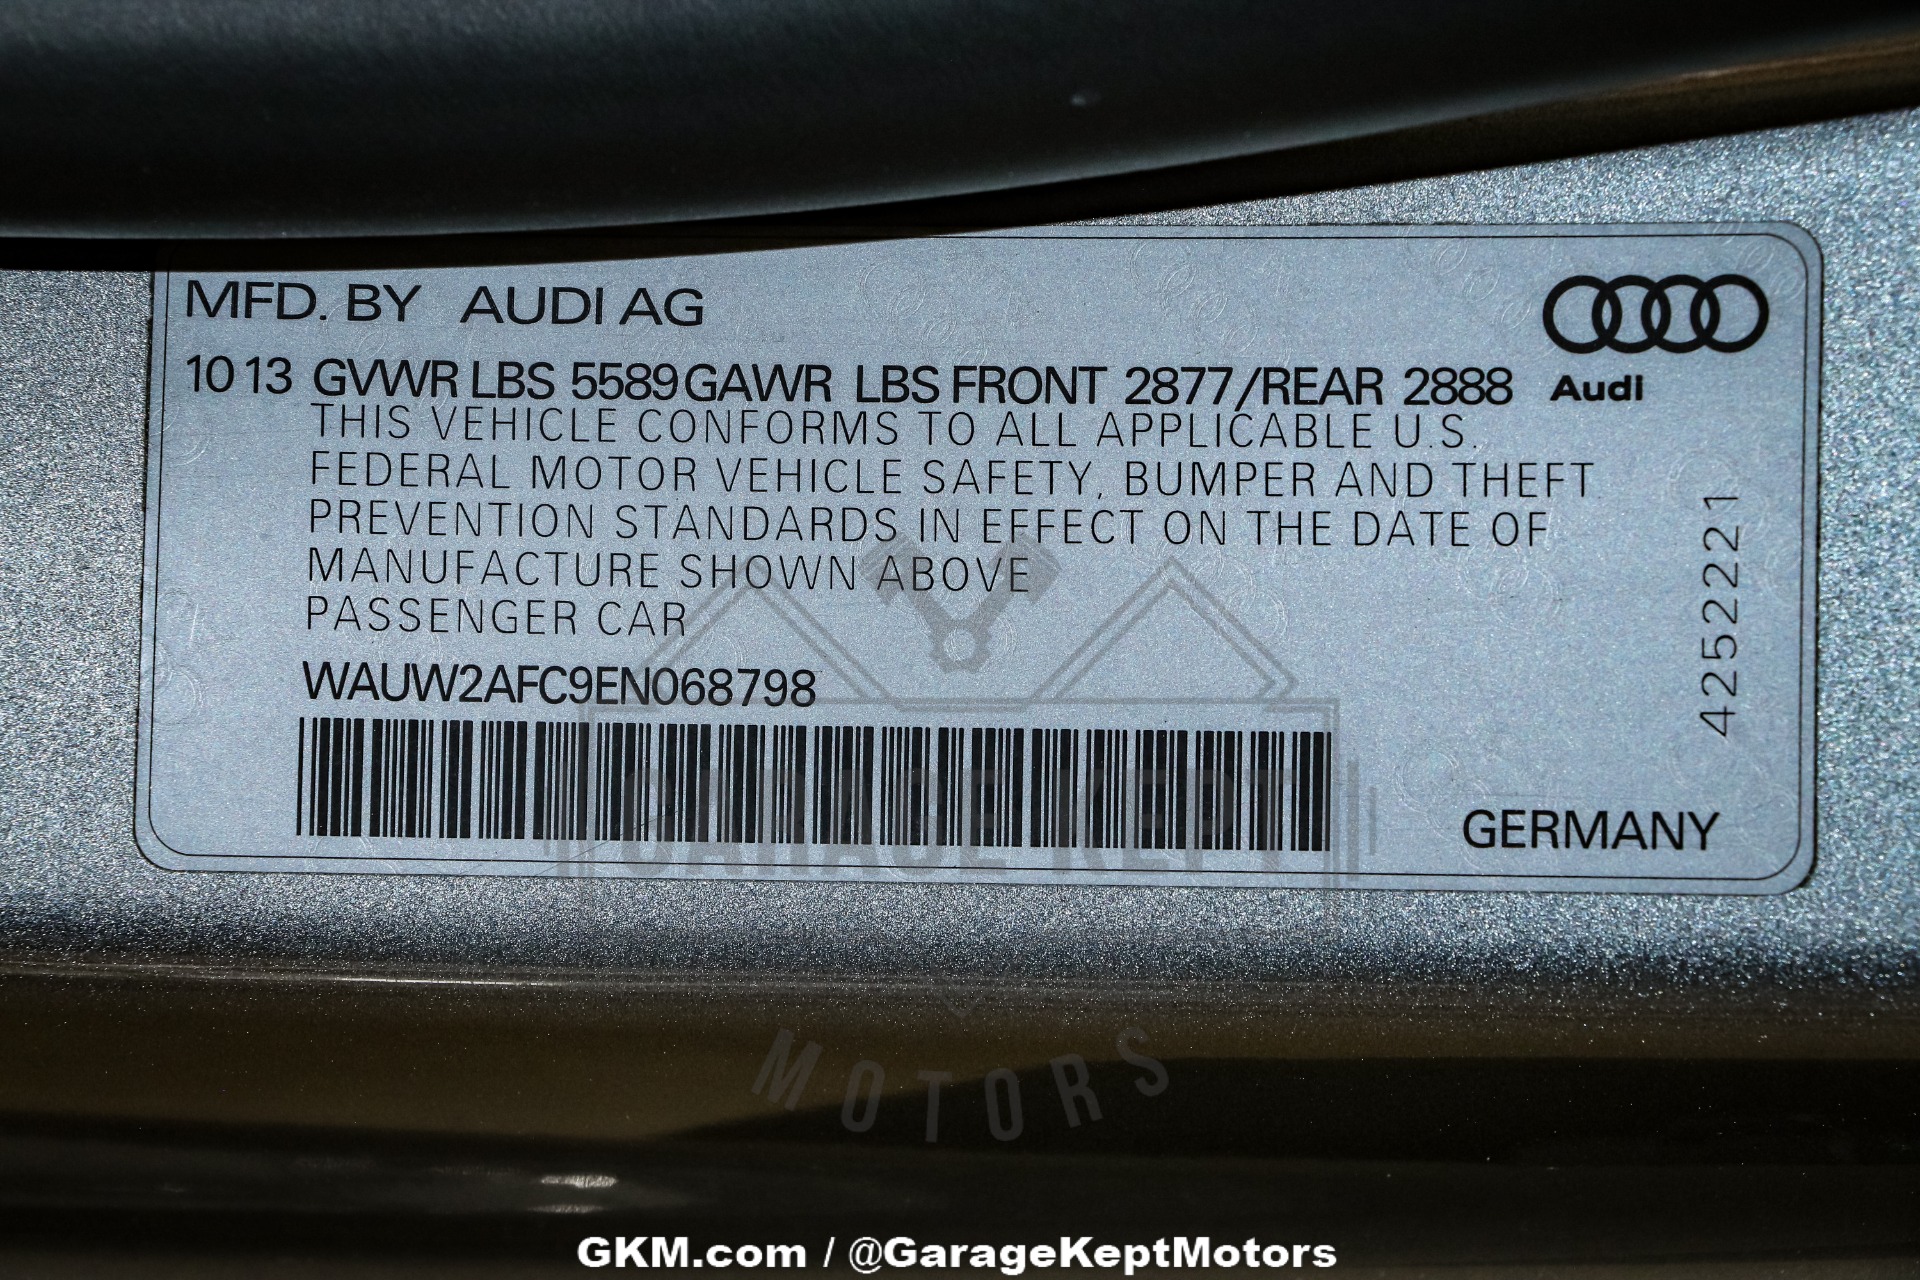 MFD. BY AUDI AG
10 13 GVWR LBS 5589 GAWR LBS FRONT 2877/REAR 2888
Audi
THIS VEHICLE CONFORMS TO ALL APPLICABLE U.S.
FEDERAL MOTOR VEHICLE SAFETY, BUMPER AND THEFT
PREVENTION STANDARDS IN EFFECT ON THE DATE OF
MANUFACTURE SHOWN ABOVE
PASSENGER CAR
WAUW2AFC9EN068798
4252221
GERMANY
GARAGE KEPT
MOTORS
GKM.com / @GarageKeptMotors